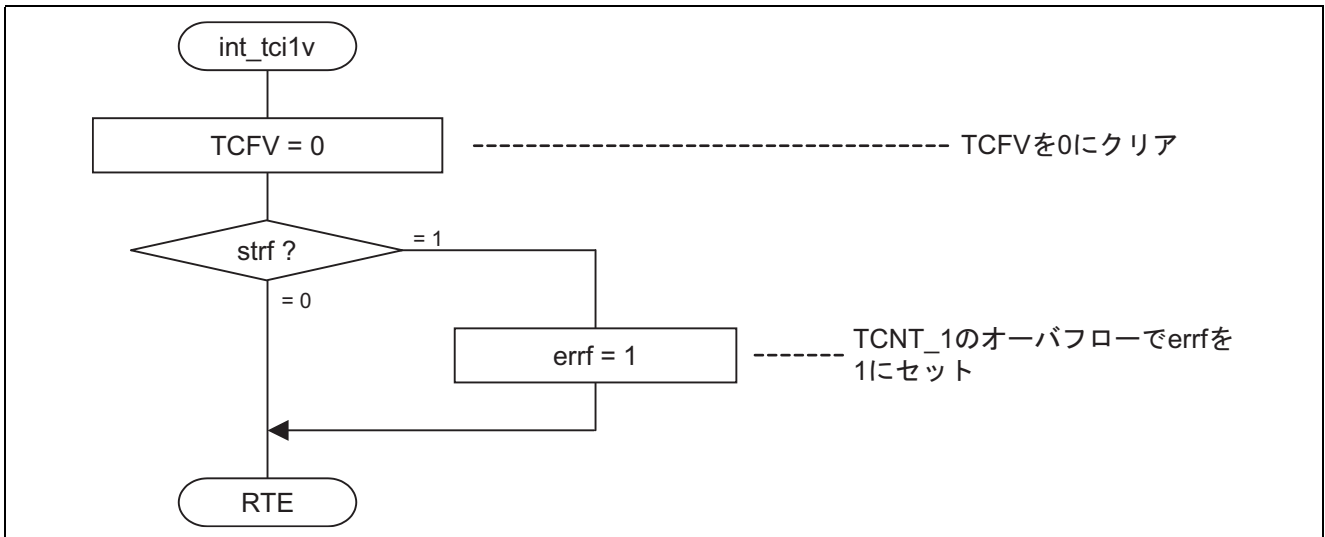 int_tci1v
TCFV = 0
TCFVを0にクリア
strf ?
= 1
= 0
errf = 1
TCNT_1のオーバフローでerrfを
1にセット
RTE